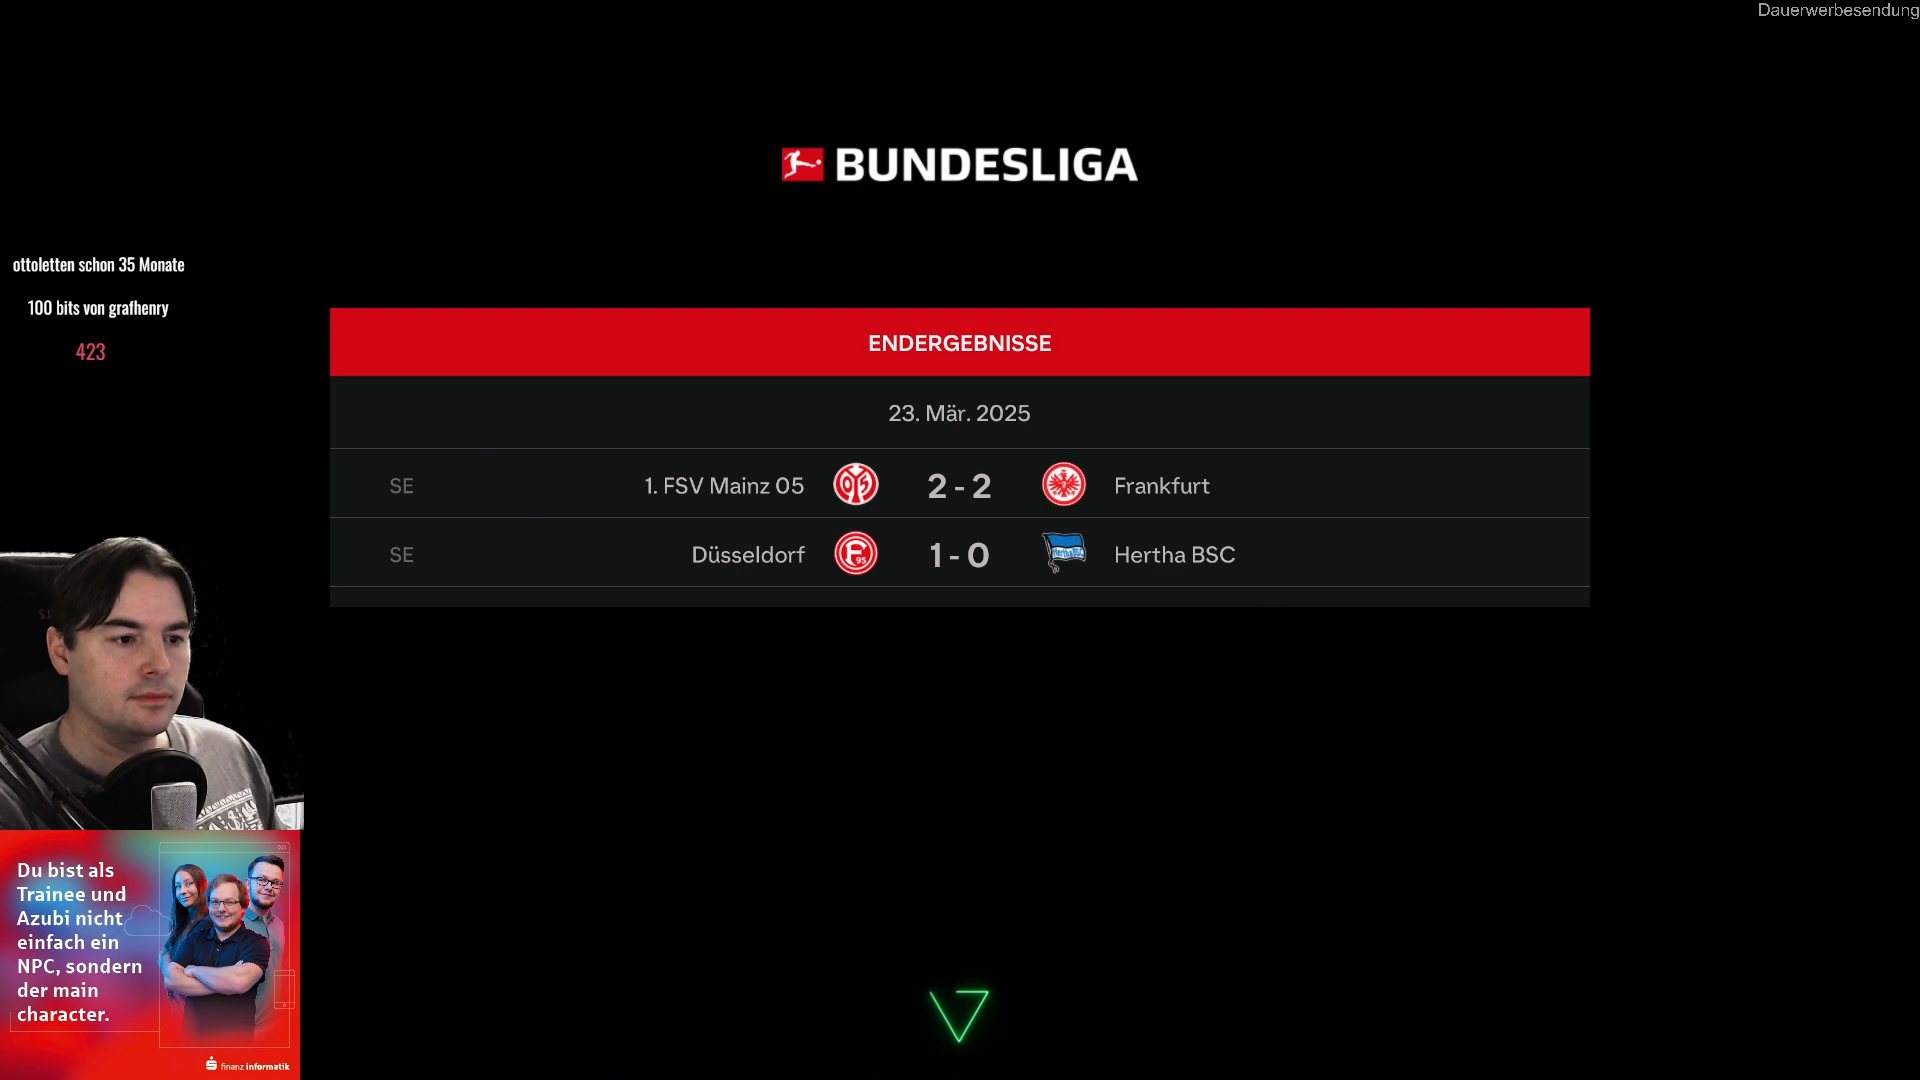 Dauerwerbesendung
BUNDESLIGA
ottoletten schon 35 Monate
100 bits von grafhenry
423
ENDERGEBNISSE
23. Mär. 2025
SE 1. FSV Mainz 05 2 - 2 Frankfurt
SE Düsseldorf 1 - 0 Hertha BSC
Du bist als
Trainee und
Azubi nicht
einfach ein
NPC, sondern
der main
character.
finanz informatik